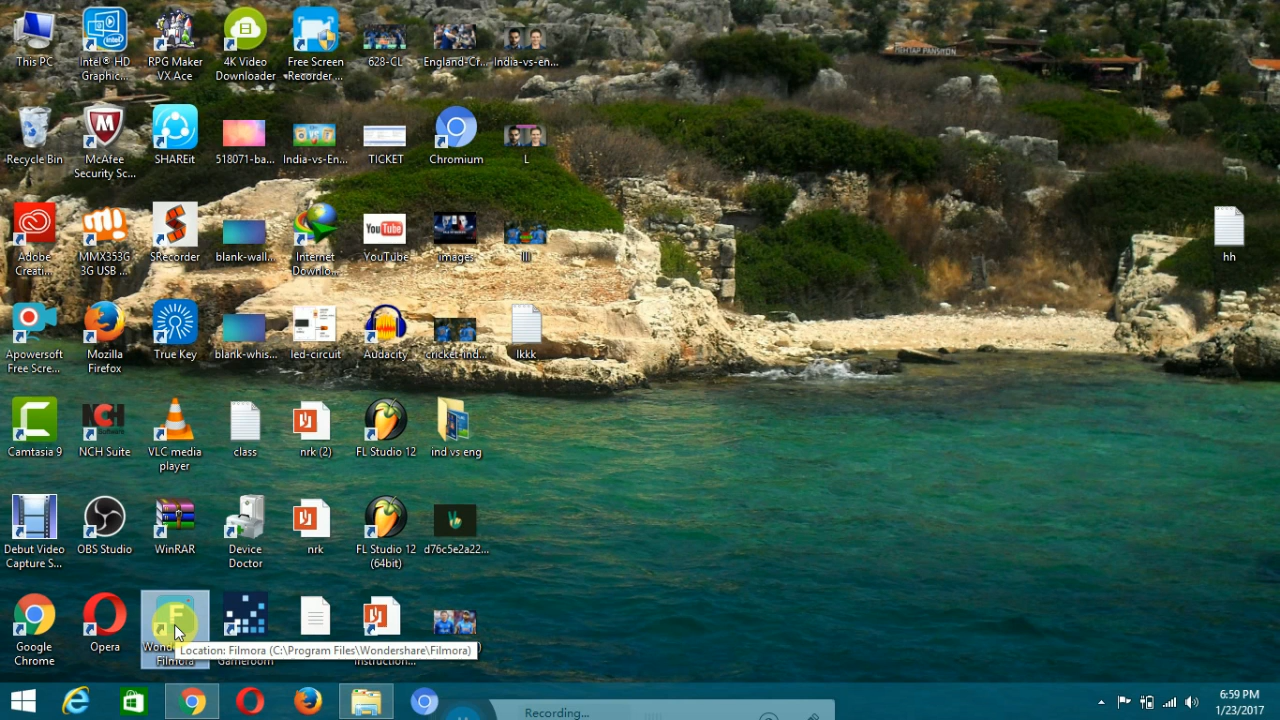 This PC
Intel® HD
Graphic...
RPG Maker
VX Ace
4K Video
Downloader
Free Screen
Recorder ...
628-CL
England-Cr...
India-vs-en...
PANSIYON
Recycle Bin
McAfee
Security Sc...
SHAREit
518071-ba...
India-vs-En...
TICKET
Chromium
L
Adobe
Creati...
MMX353G
3G USB ...
SRecorder
blank-wall...
Internet
Downlo...
You Tube
YouTube
images
lll
hh
Apowersoft
Free Scre...
Mozilla
Firefox
True Key
blank-whis...
led-circuit
Audacity
cricket-ind...
lkkk
NCH
Camtasia 9
NCH Suite
VLC media
player
class
nrk (2)
FL Studio 12
ind vs eng
Debut Video
Capture S...
OBS Studio
WinRAR
Device
Doctor
nrk
FL Studio 12
(64bit)
d76c5e2a22...
Google
Chrome
Opera
Filmora
Gameroom
Instruction...
Location: Filmora (C:\Program Files\Wondershare\Filmora)
Recording...
6:59 PM
1/23/2017